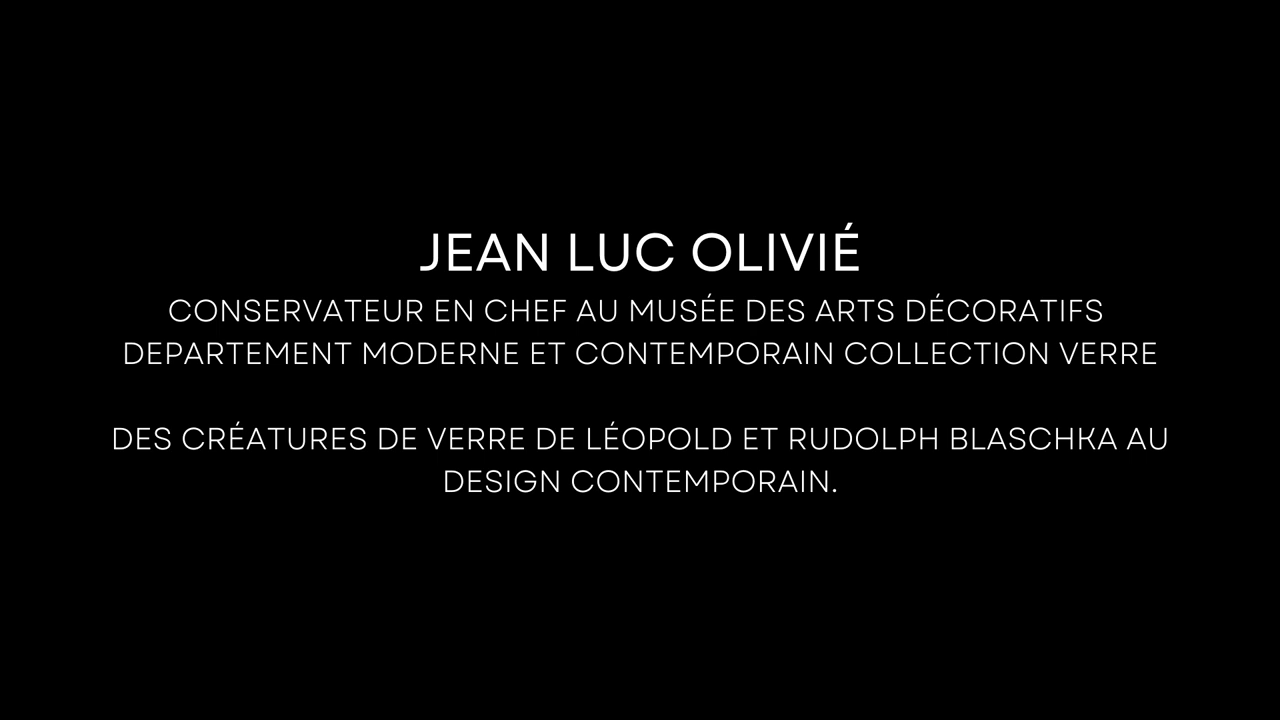 JEAN LUC OLIVIÉ
CONSERVATEUR EN CHEF AU MUSÉE DES ARTS DÉCORATIFS
DEPARTEMENT MODERNE ET CONTEMPORAIN COLLECTION VERRE
DES CRÉATURES DE VERRE DE LÉOPOLD ET RUDOLPH BLASCHKA AU
DESIGN CONTEMPORAIN.